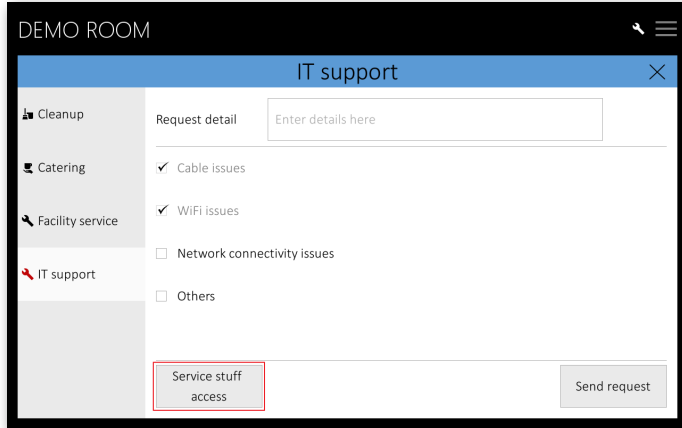 DEMO ROOM
IT support
Cleanup
Catering
Facility service
IT support
Request detail
Enter details here
Cable issues
WiFi issues
Network connectivity issues
Others
Service stuff
access
Send request